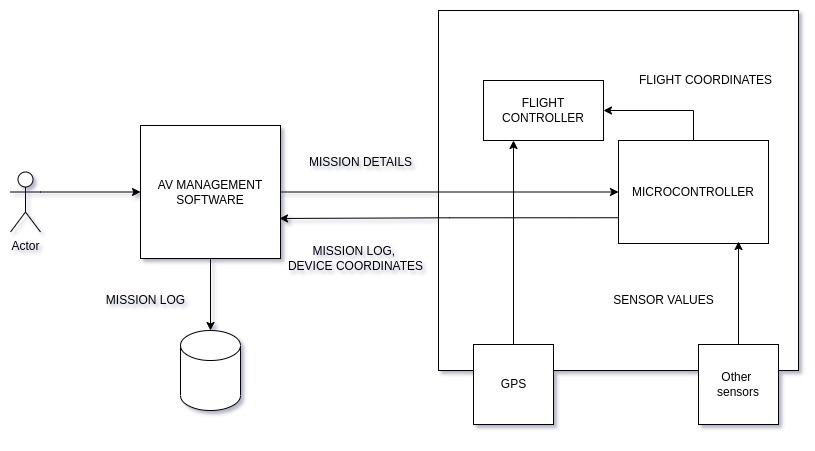 FLIGHT COORDINATES
FLIGHT
CONTROLLER
MISSION DETAILS
AV MANAGEMENT
SOFTWARE
MICROCONTROLLER
Actor
MISSION LOG,
DEVICE COORDINATES
MISSION LOG
SENSOR VALUES
GPS
Other
sensors